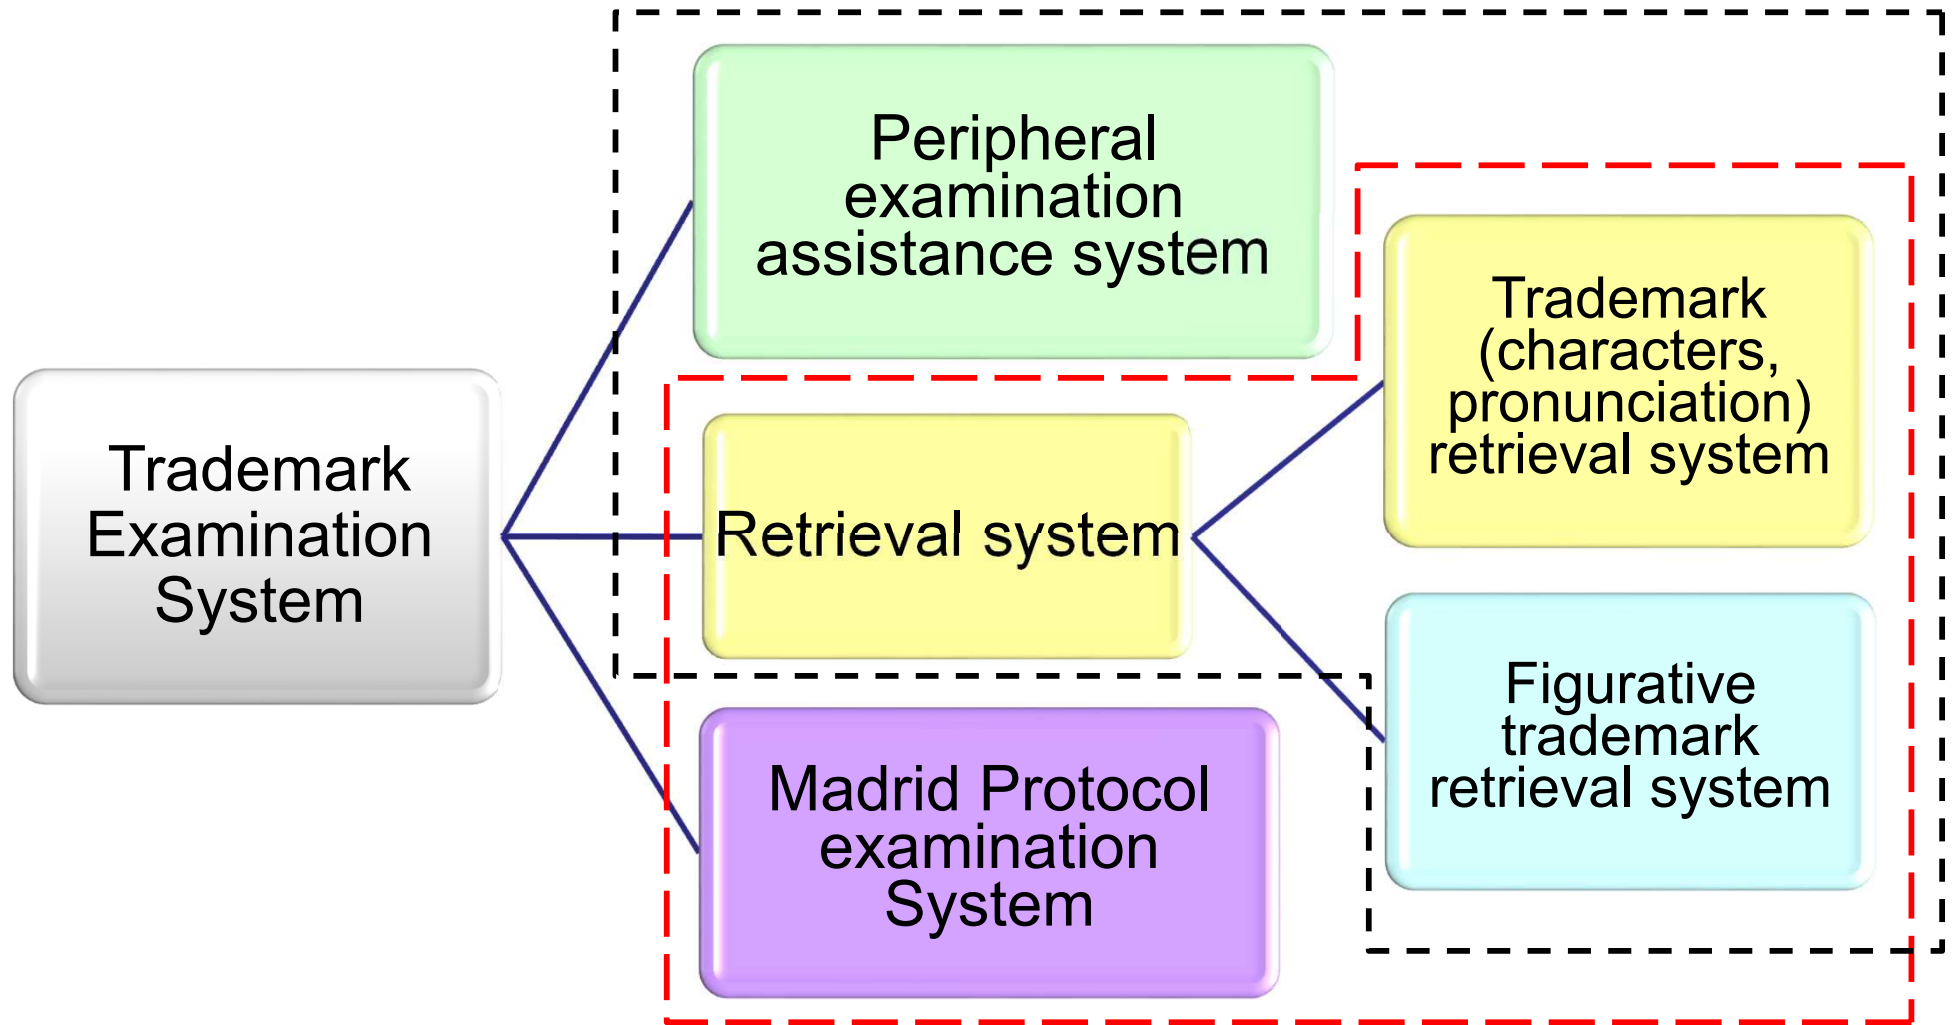 Trademark
Examination
System
Peripheral
examination
assistance system
Retrieval system
Madrid Protocol
examination
System
Trademark
(characters,
pronunciation)
retrieval system
Figurative
trademark
retrieval system